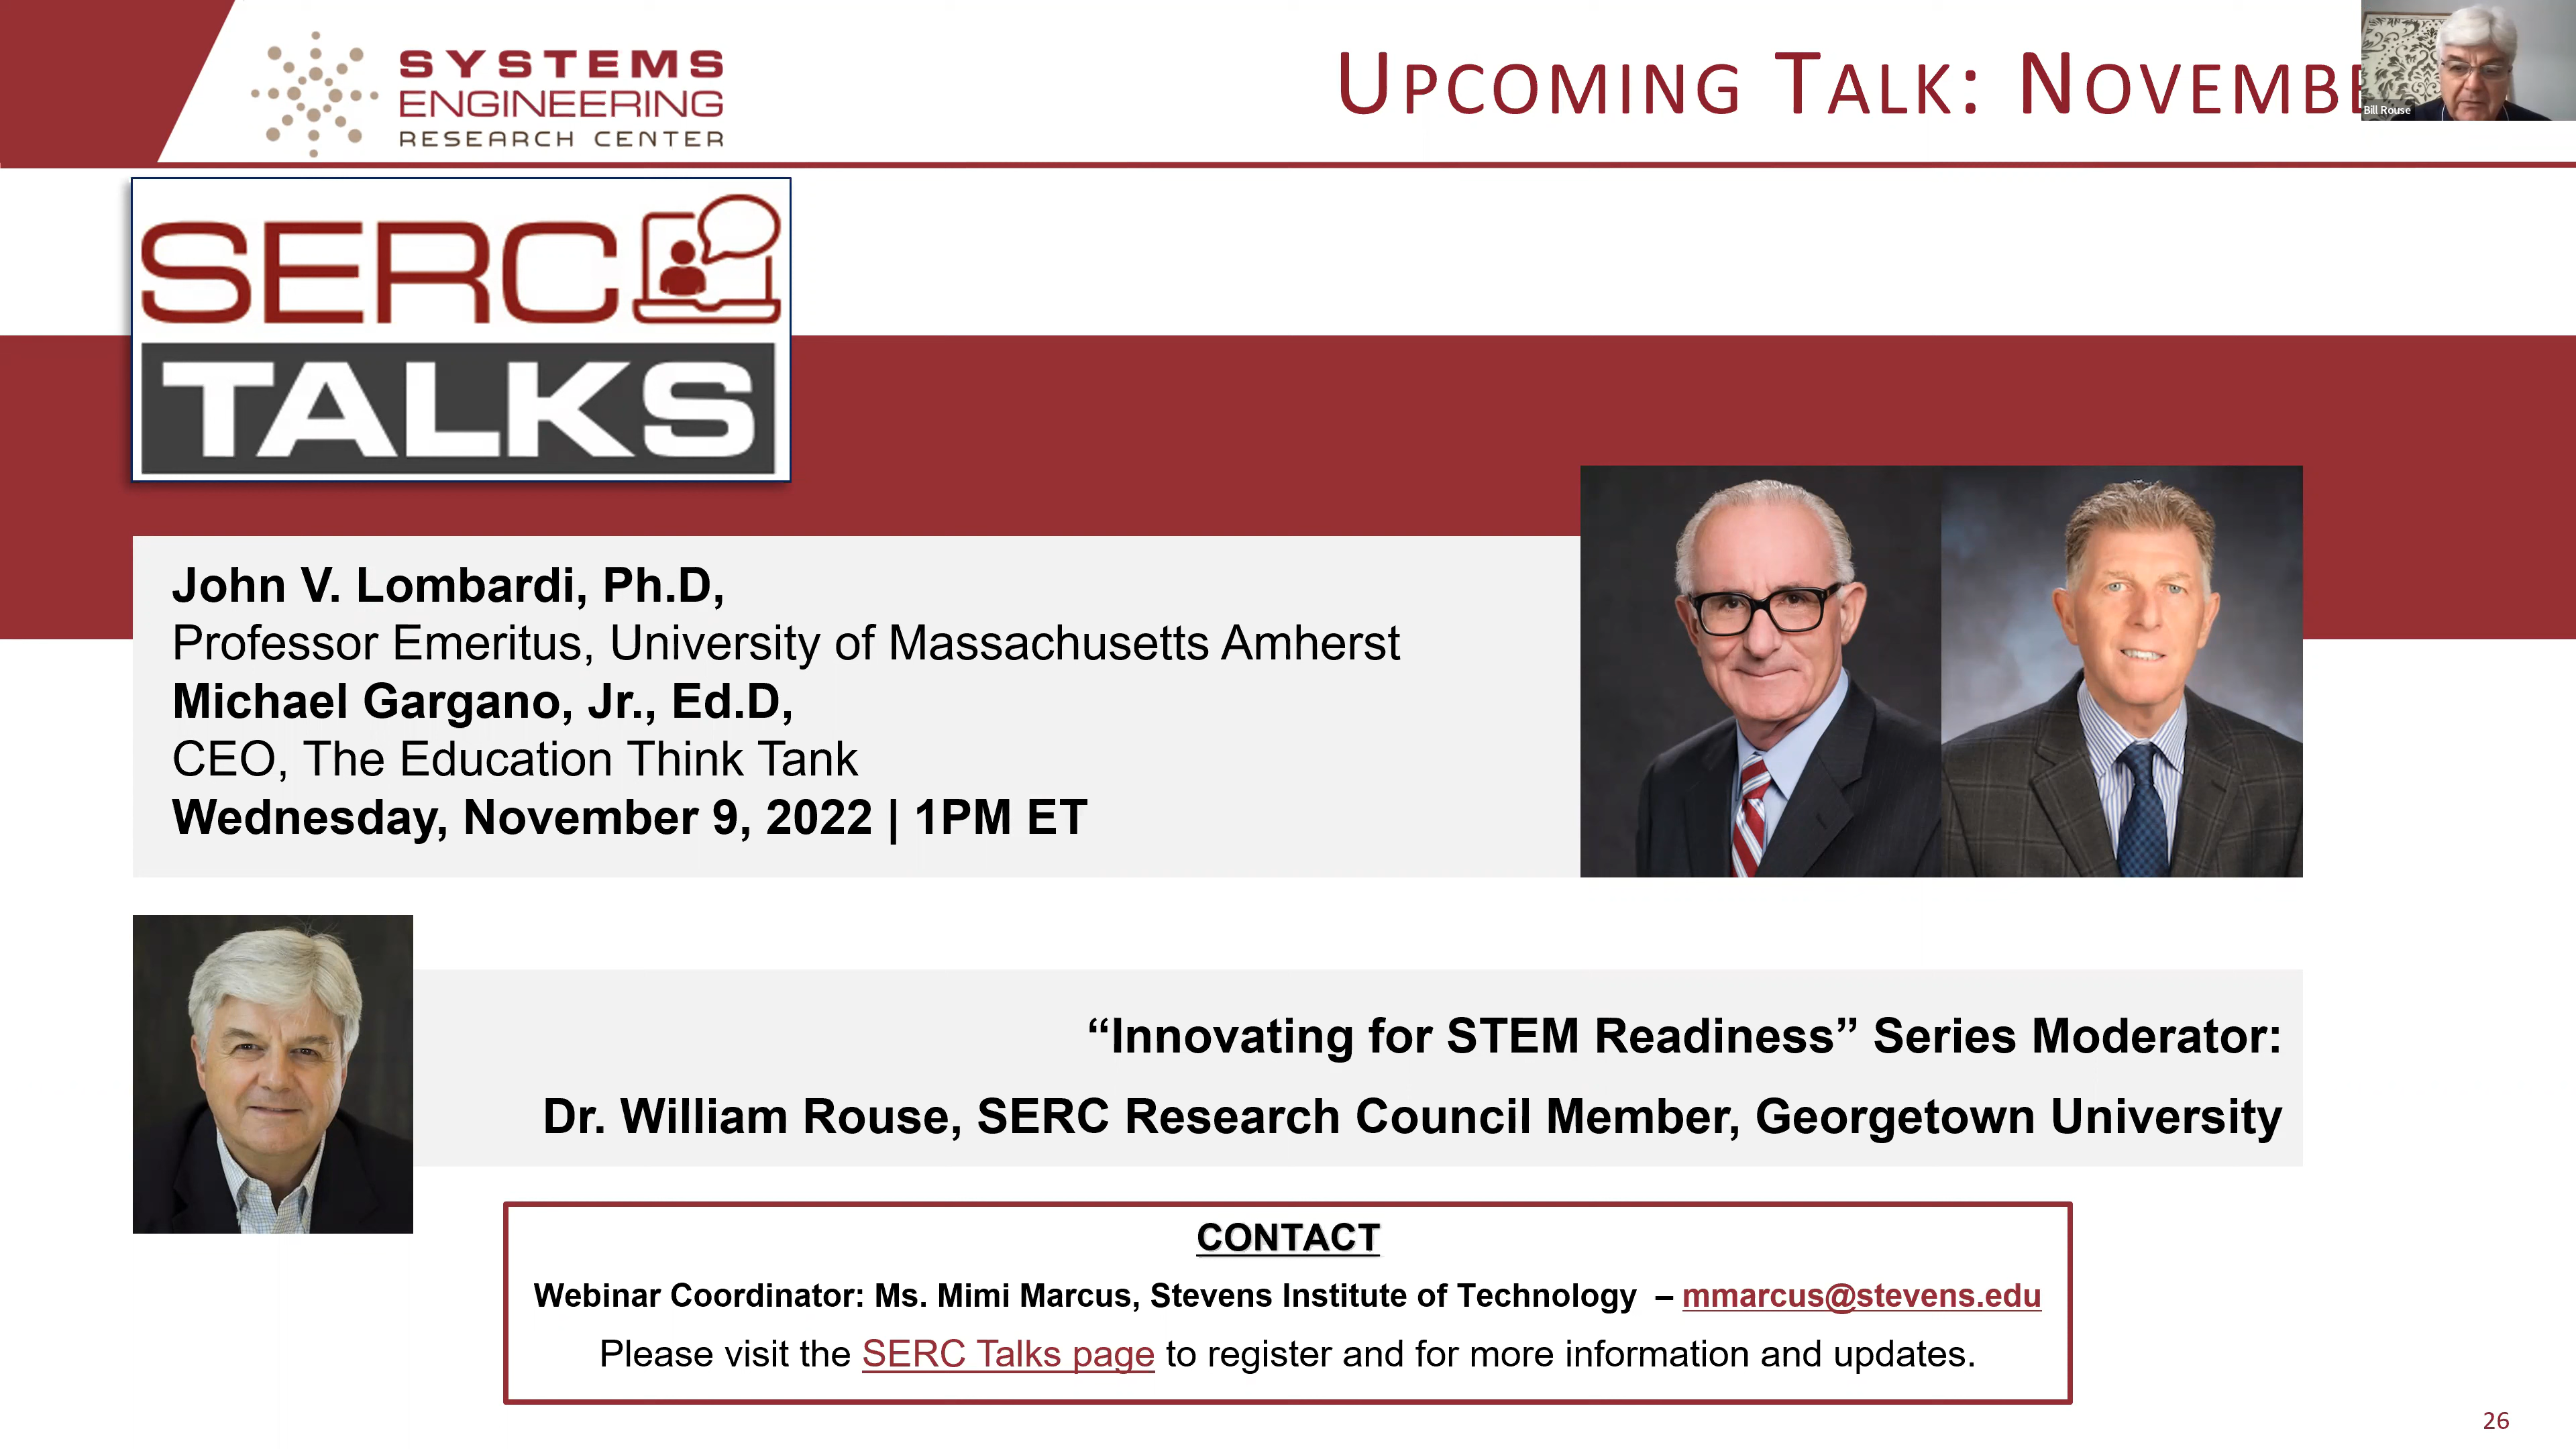 SYSTEMS
ENGINEERING
RESEARCH CENTER
UPCOMING TALK: NOVEMBE
Bill Rouse
SERC
TALKS
John V. Lombardi, Ph.D,
Professor Emeritus, University of Massachusetts Amherst
Michael Gargano, Jr., Ed.D,
CEO, The Education Think Tank
Wednesday, November 9, 2022 | 1PM ET
“Innovating for STEM Readiness” Series Moderator:
Dr. William Rouse, SERC Research Council Member, Georgetown University
CONTACT
Webinar Coordinator: Ms. Mimi Marcus, Stevens Institute of Technology – mmarcus@stevens.edu
Please visit the SERC Talks page to register and for more information and updates.
26